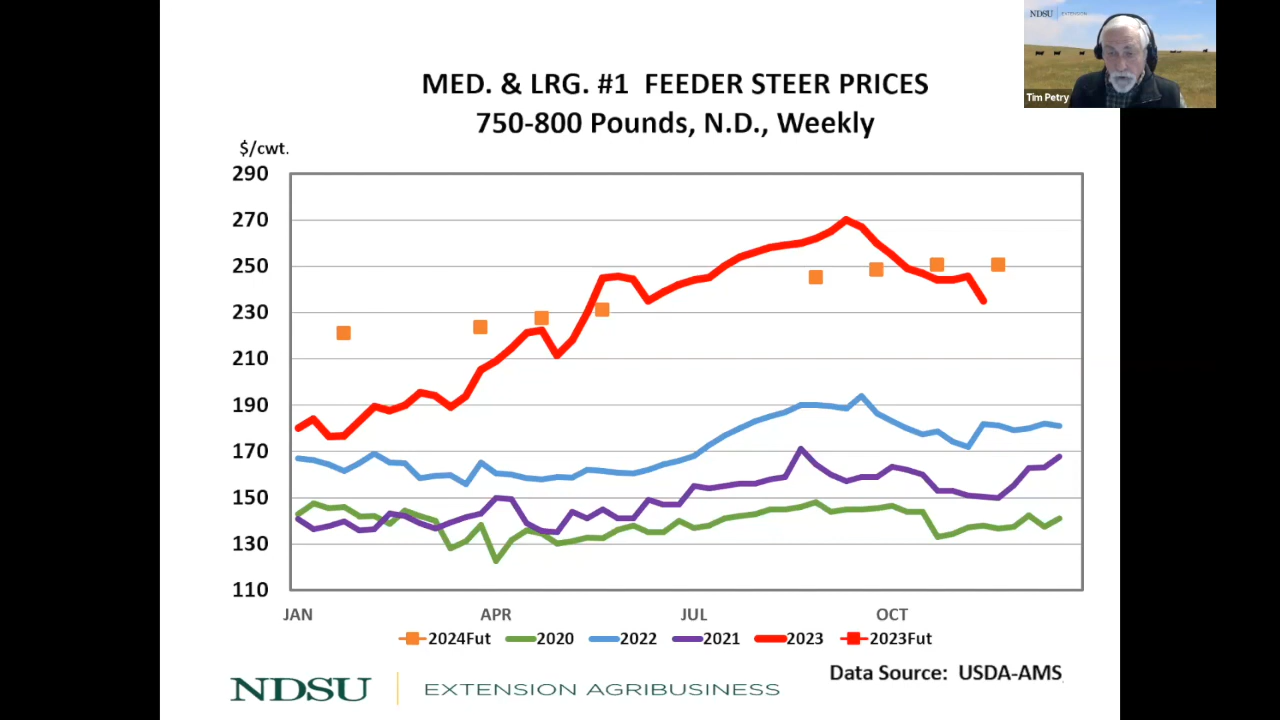 NDSU EXTENSION
Tim Petry
MED. & LRG. #1 FEEDER STEER PRICES
750-800 Pounds, N.D., Weekly
$/cwt.
290
270
250
230
210
190
170
150
130
110
JAN APR JUL OCT
2024Fut 2020 2022 2021 2023 2023Fut
Data Source: USDA-AMS
NDSU EXTENSION AGRIBUSINESS